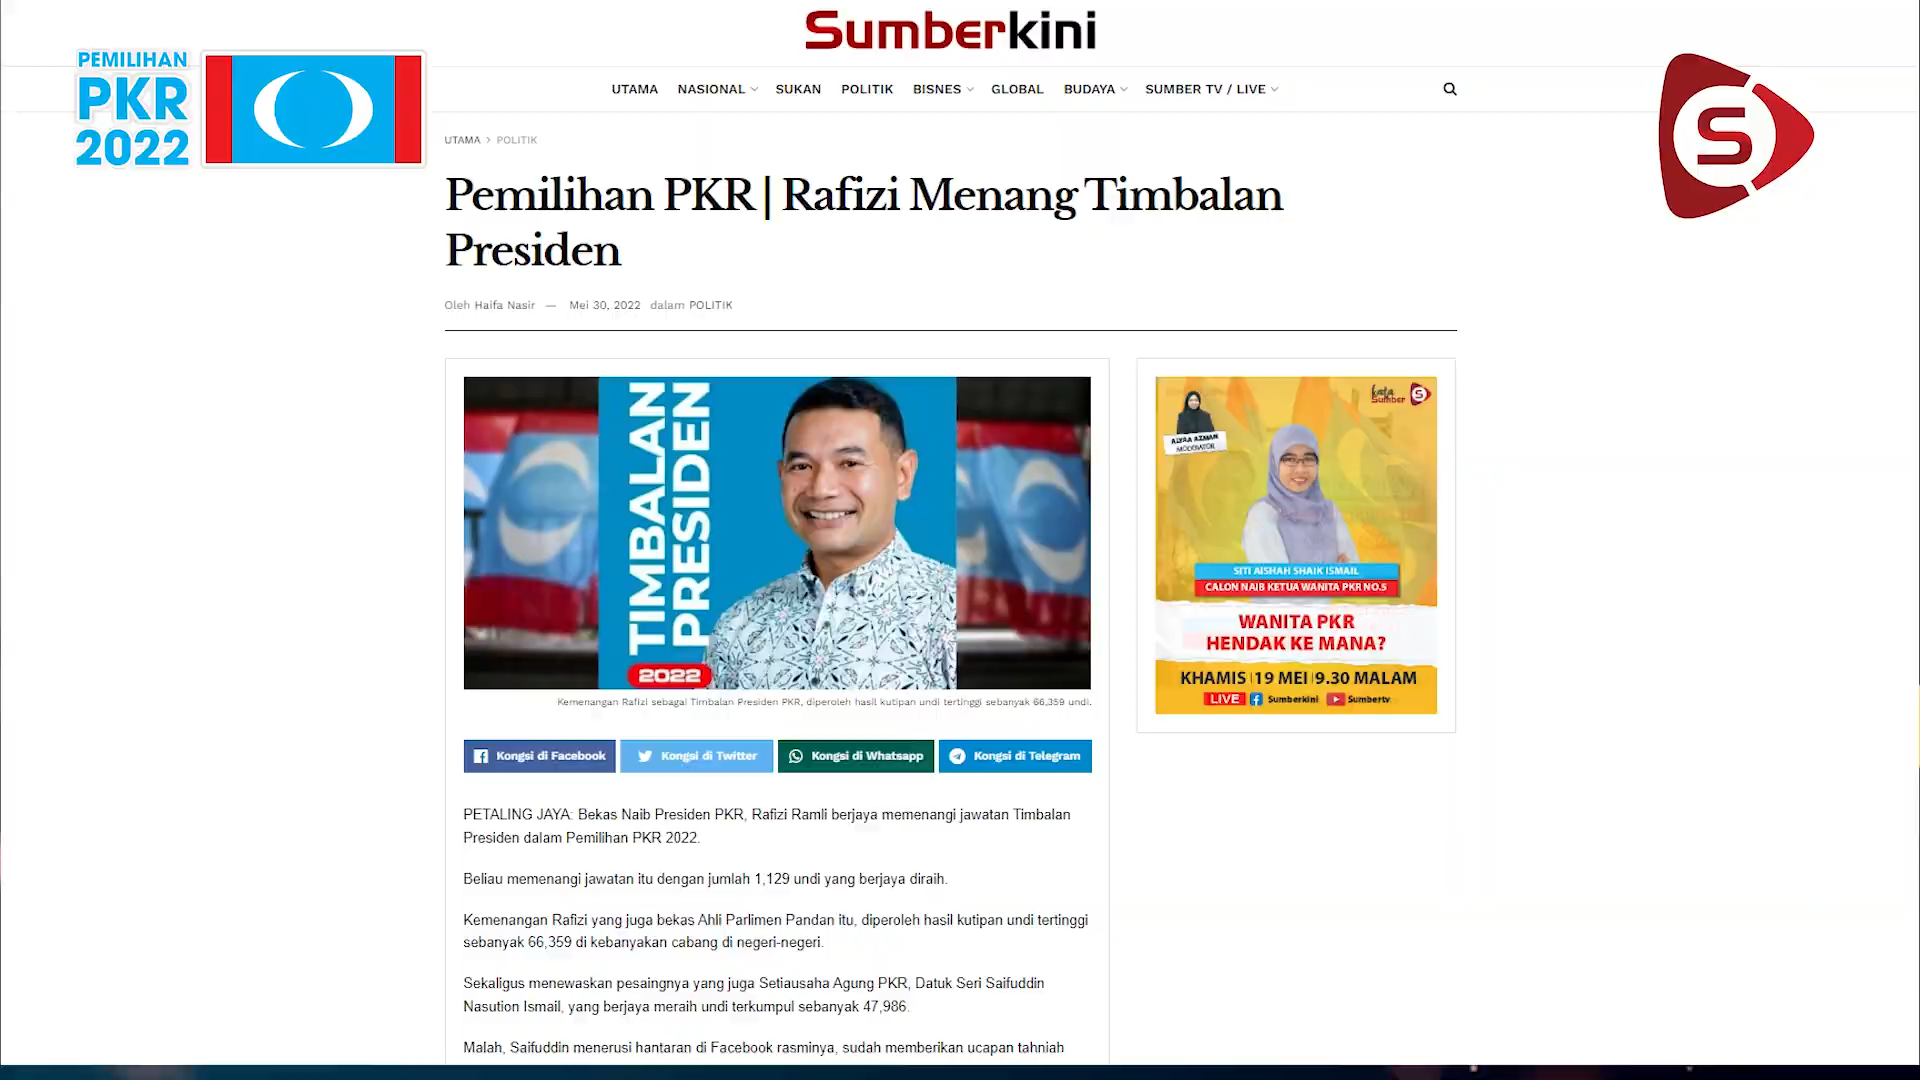 Sumberkini
PEMILIHAN
PKR
2022
UTAMA NASIONAL SUKAN POLITIK BISNES GLOBAL BUDAYA SUMBER TV / LIVE
S
UTAMA > POLITIK
Pemilihan PKR | Rafizi Menang Timbalan
Presiden
Oleh Haifa Nasir — Mei 30, 2022 dalam POLITIK
TIMBALAN
PRESIDEN
2022
Kemenangan Rafizi sebagai Timbalan Presiden PKR, diperoleh hasil kutipan undi tertinggi sebanyak 66,359 undi.
Kongsi di Facebook Kongsi di Twitter Kongsi di Whatsapp Kongsi di Telegram
PETALING JAYA: Bekas Naib Presiden PKR, Rafizi Ramli berjaya memenangi jawatan Timbalan
Presiden dalam Pemilihan PKR 2022.
Beliau memenangi jawatan itu dengan jumlah 1,129 undi yang berjaya diraih.
Kemenangan Rafizi yang juga bekas Ahli Parlimen Pandan itu, diperoleh hasil kutipan undi tertinggi
sebanyak 66,359 di kebanyakan cabang di negeri-negeri.
Sekaligus menewaskan pesaingnya yang juga Setiausaha Agung PKR, Datuk Seri Saifuddin
Nasution Ismail, yang berjaya meraih undi terkumpul sebanyak 47,986.
Malah, Saifuddin menerusi hantaran di Facebook rasminya, sudah memberikan ucapan tahniah
kata
Sumber S
ALYAA AZMAN
MODERATOR
SITI AISHAH SHAIK ISMAIL
CALON NAIB KETUA WANITA PKR NO.5
WANITA PKR
HENDAK KE MANA?
KHAMIS | 19 MEI | 9.30 MALAM
LIVE Sumberkini Sumbertv